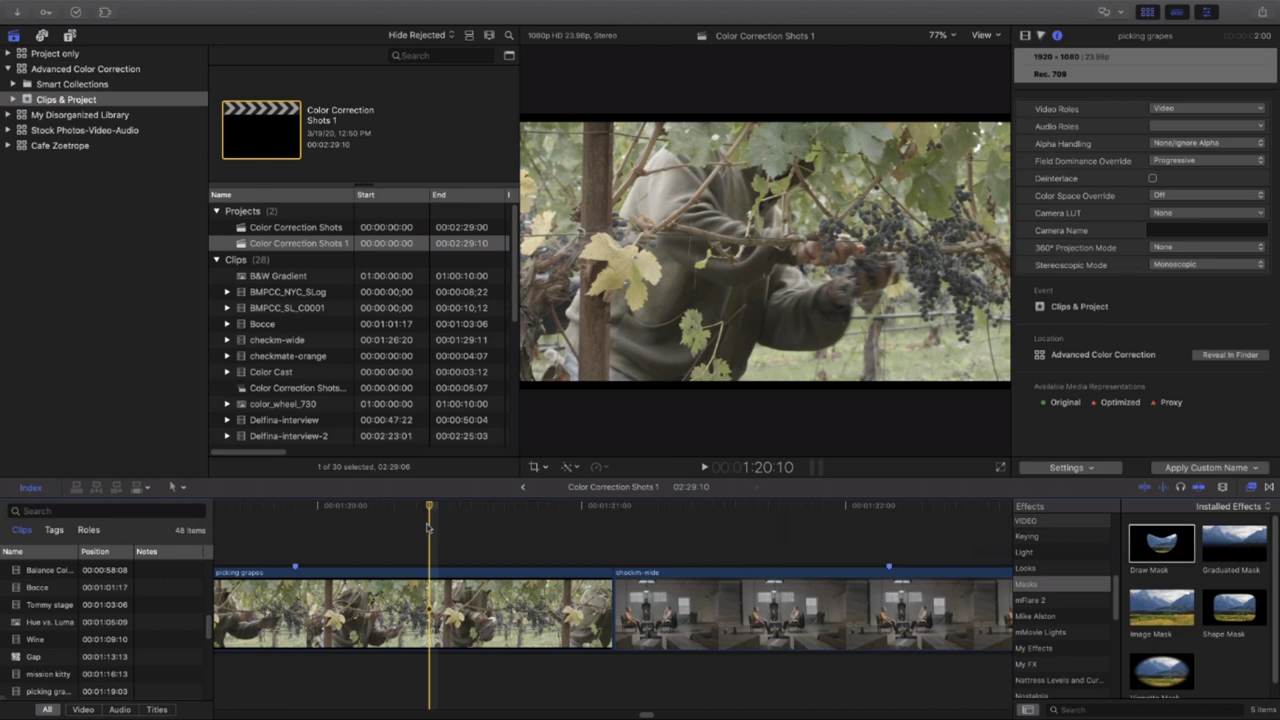 Hide Rejected
1080p HD 23.98p, Stereo
Color Correction Shots 1
77%
View
picking grapes
2:00
Project only
Advanced Color Correction
Smart Collections
Clips & Project
My Disorganized Library
Stock Photos-Video-Audio
Cafe Zoetrope
Search
Color Correction
Shots 1
3/19/20, 12:50 PM
00:02:29:10
Name Start End
Projects (2)
Color Correction Shots 00:00:00:00 00:02:29:00
Color Correction Shots 1 00:00:00:00 00:02:29:10
Clips (28)
B&W Gradient 01:00:00:00 01:00:10:00
BMPCC_NYC_SLog 00:00:00;00 00:00:08;22
BMPCC_SL_C0001 00:00:00;00 00:00:10;12
Bocce 00:01:01:17 00:01:03:06
checkm-wide 00:01:26:20 00:01:29:11
checkmate-orange 00:00:00:00 00:00:04:07
Color Cast 00:00:00:00 00:00:03:12
Color Correction Shots... 00:00:00:00 00:00:05:07
color_wheel_730 01:00:00:00 01:00:10:00
Delfina-interview 00:00:47:22 00:00:50:04
Delfina-interview-2 00:02:23:01 00:02:25:03
1 of 30 selected, 02:29:06
1920 × 1080 | 23.98p
Rec. 709
Video Roles Video
Audio Roles
Alpha Handling None/Ignore Alpha
Field Dominance Override Progressive
Deinterlace
Color Space Override Off
Camera LUT None
Camera Name
360° Projection Mode None
Stereoscopic Mode Monoscopic
Event
Clips & Project
Location
Advanced Color Correction
Reveal In Finder
Available Media Representations
Original Optimized Proxy
1:20:10
Settings
Apply Custom Name
Index
Color Correction Shots 1 02:29:10
Search
Clips Tags Roles 48 Items
Name Position Notes
Balance Col... 00:00:58:08
Bocce 00:01:01:17
Tommy stage 00:01:03:06
Hue vs. Luma 00:01:05:09
Wine 00:01:09:10
Gap 00:01:13:13
mission kitty 00:01:16:13
picking gra... 00:01:19:03
All Video Audio Titles
00:01:20:00
00:01:21:00
00:01:22:00
picking grapes
checkm-wide
Effects
Installed Effects
VIDEO
Keying
Light
Looks
Masks
mFlare 2
Mike Alston
mMovie Lights
My Effects
My FX
Nattress Levels and Cur...
Nostalgia
Draw Mask
Graduated Mask
Image Mask
Shape Mask
Search
5 items